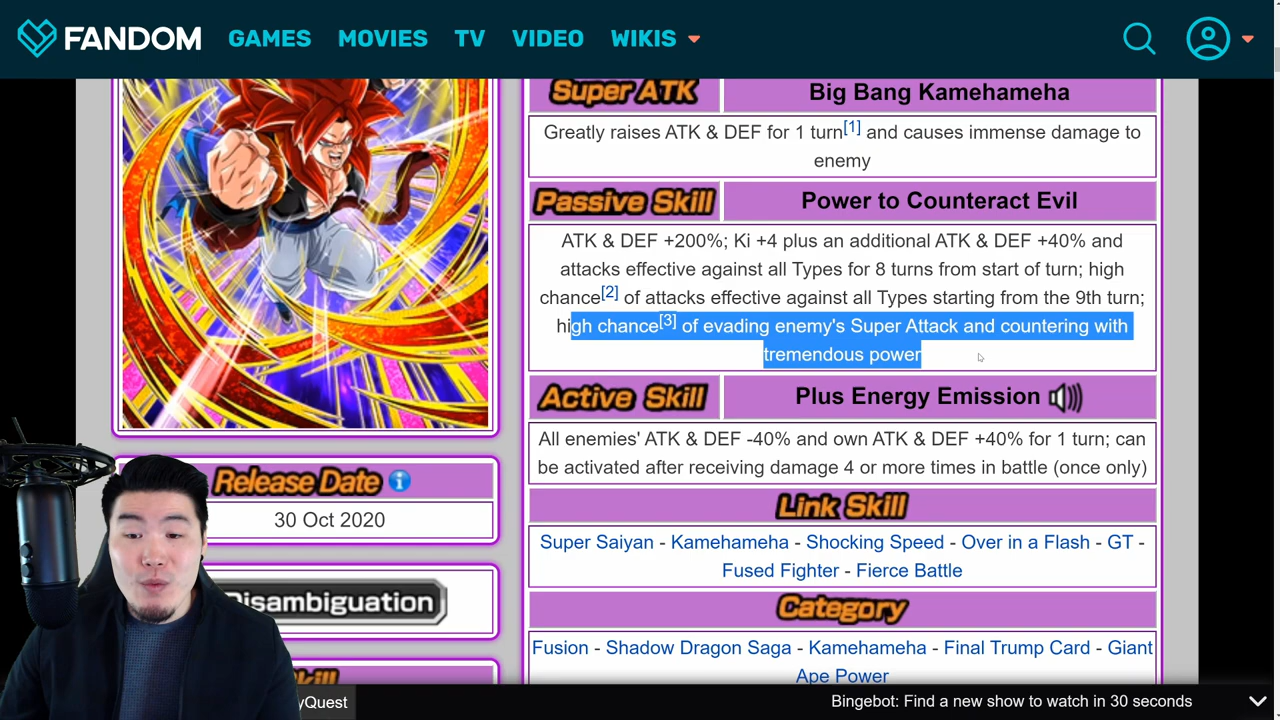 FANDOM GAMES MOVIES TV VIDEO WIKIS
Super ATK
Big Bang Kamehameha
Greatly raises ATK & DEF for 1 turn[1] and causes immense damage to
enemy
Passive Skill
Power to Counteract Evil
ATK & DEF +200%; Ki +4 plus an additional ATK & DEF +40% and
attacks effective against all Types for 8 turns from start of turn; high
chance[2] of attacks effective against all Types starting from the 9th turn;
high chance[3] of evading enemy's Super Attack and countering with
tremendous power
Active Skill
Plus Energy Emission
All enemies' ATK & DEF -40% and own ATK & DEF +40% for 1 turn; can
be activated after receiving damage 4 or more times in battle (once only)
Link Skill
Super Saiyan - Kamehameha - Shocking Speed - Over in a Flash - GT -
Fused Fighter - Fierce Battle
Category
Fusion - Shadow Dragon Saga - Kamehameha - Final Trump Card - Giant
Ape Power
Release Date
30 Oct 2020
Disambiguation
yQuest
Bingebot: Find a new show to watch in 30 seconds